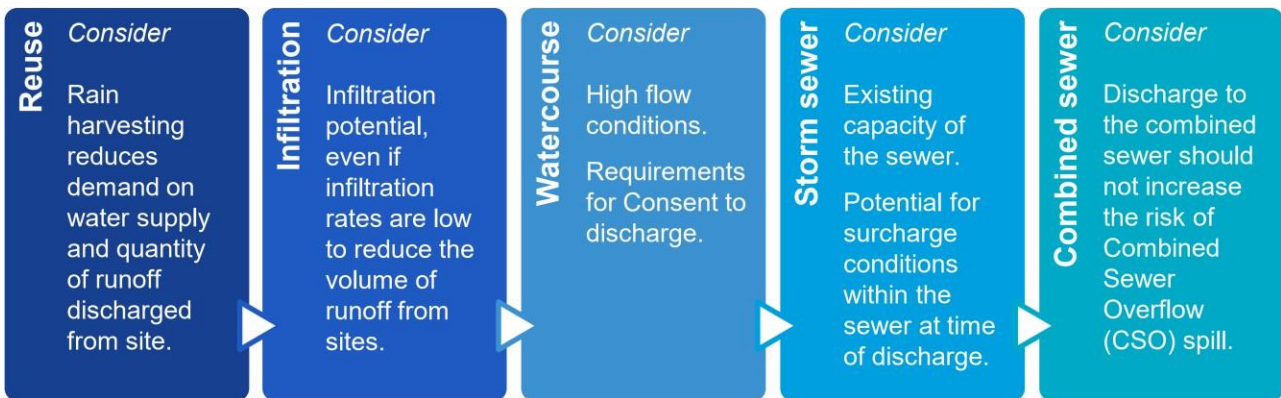 Reuse
Consider
Rain
harvesting
reduces
demand on
water supply
and quantity
of runoff
discharged
from site.
Infiltration
Consider
Infiltration
potential,
even if
infiltration
rates are low
to reduce the
volume of
runoff from
sites.
Watercourse
Consider
High flow
conditions.
Requirements
for Consent to
discharge.
Storm sewer
Consider
Existing
capacity of
the sewer.
Potential for
surcharge
conditions
within the
sewer at time
of discharge.
Combined sewer
Consider
Discharge to
the combined
sewer should
not increase
the risk of
Combined
Sewer
Overflow
(CSO) spill.